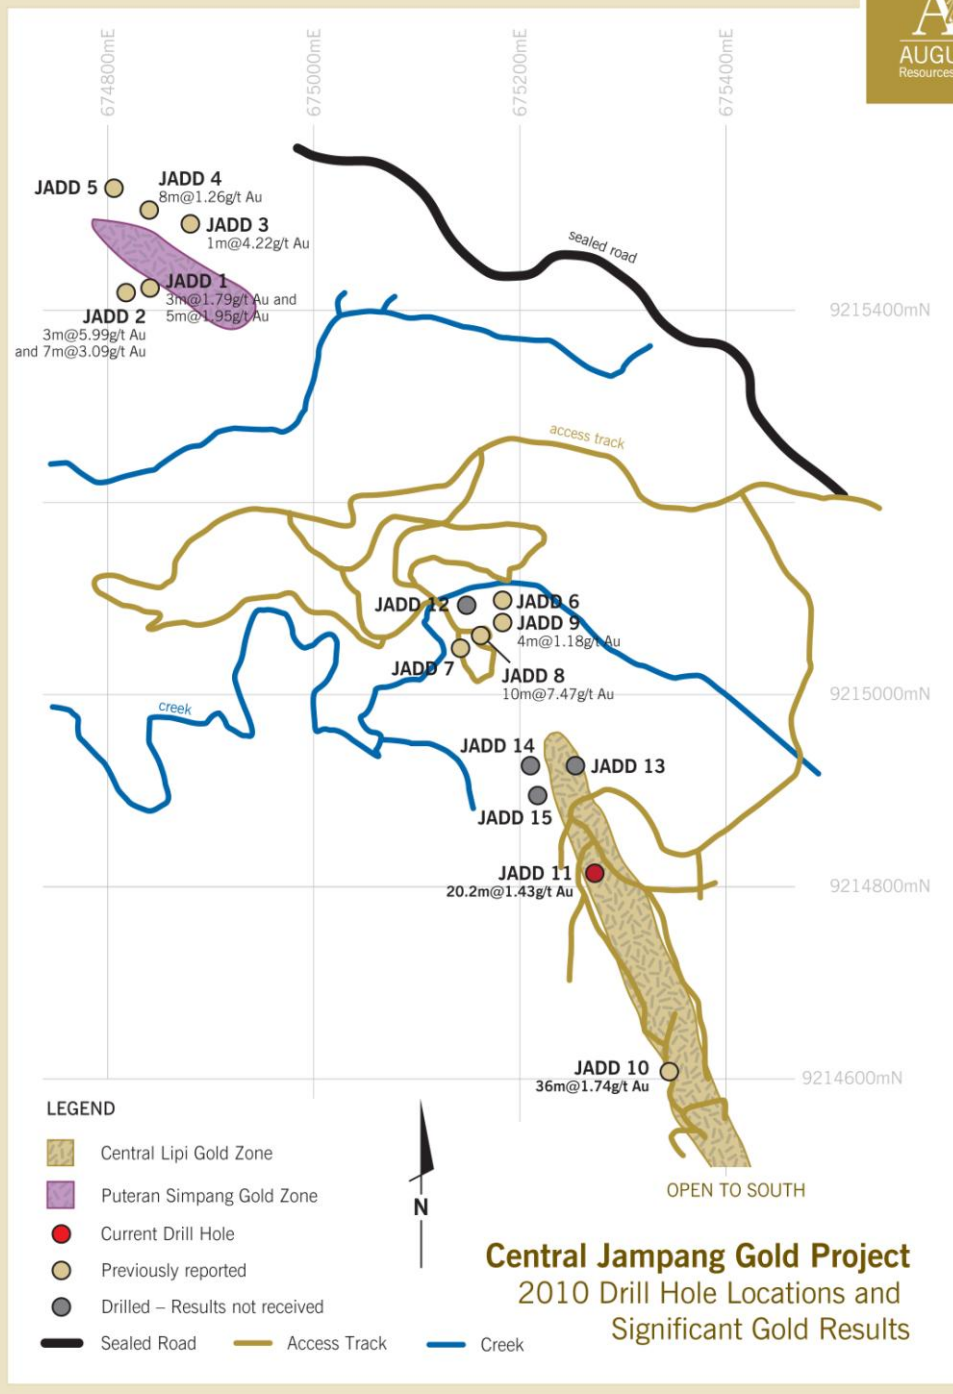 AUGU
Resources
674800mE
675000mE
675200mE
675400mE
JADD 5
JADD 4
8m@1.26g/t Au
JADD 3
1m@4.22g/t Au
JADD 1
3m@1.79g/t Au and
5m@1.95g/t Au
JADD 2
3m@5.99g/t Au
and 7m@3.09g/t Au
sealed road
9215400mN
access track
JADD 12
JADD 6
JADD 9
4m@1.18g/t Au
JADD 7
JADD 8
10m@7.47g/t Au
9215000mN
creek
JADD 14
JADD 13
JADD 15
JADD 11
20.2m@1.43g/t Au
9214800mN
JADD 10
36m@1.74g/t Au
9214600mN
LEGEND
Central Lipi Gold Zone
Puteran Simpang Gold Zone
Current Drill Hole
Previously reported
Drilled – Results not received
Sealed Road
Access Track
Creek
N
OPEN TO SOUTH
Central Jampang Gold Project
2010 Drill Hole Locations and
Significant Gold Results